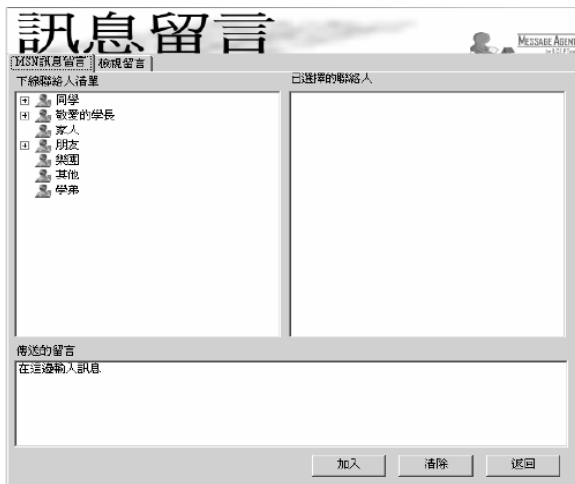 訊息留言
MESSAGE AGENT
MSN訊息留言 檢視留言
下線聯絡人清單
已選擇的聯絡人
同學
敬愛的學長
家人
朋友
樂團
其他
學弟
傳送的留言
在這邊輸入訊息
加入 清除 返回